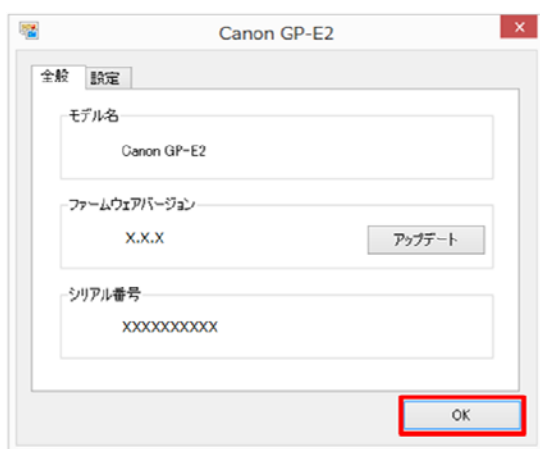 Canon GP-E2
全般 設定
モデル名
Canon GP-E2
ファームウェアバージョン
X.X.X アップデート
シリアル番号
XXXXXXXXXX
OK